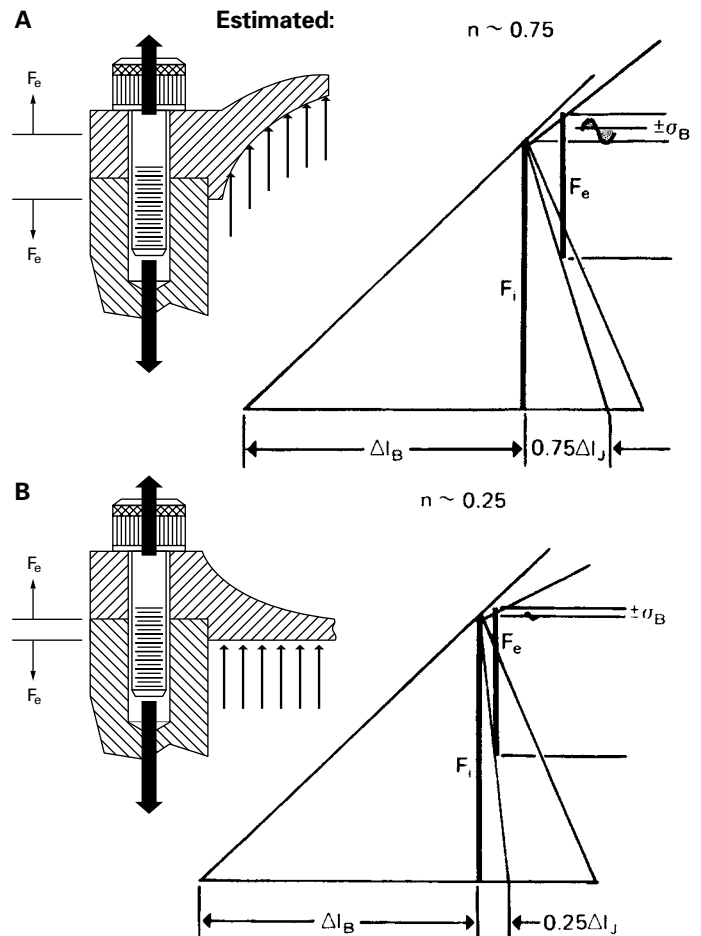 A
Estimated:
n ~ 0.75
Fe
Fe
±σB
Fe
Fi
ΔlB
0.75ΔlJ
B
n ~ 0.25
Fe
Fe
±σB
Fe
Fi
ΔlB
0.25ΔlJ